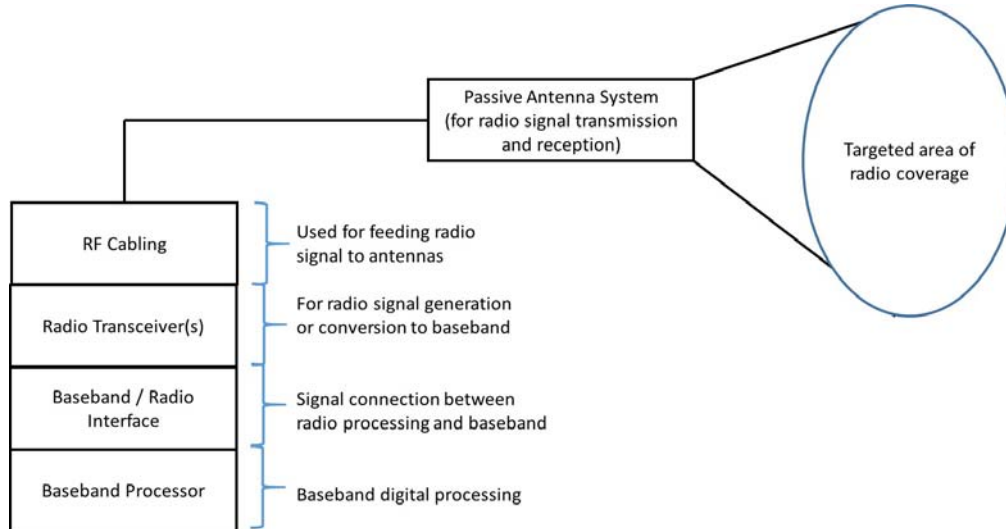 Passive Antenna System
(for radio signal transmission
and reception)
Targeted area of
radio coverage
RF Cabling
Used for feeding radio
signal to antennas
Radio Transceiver(s)
For radio signal generation
or conversion to baseband
Baseband / Radio
Interface
Signal connection between
radio processing and baseband
Baseband Processor
Baseband digital processing